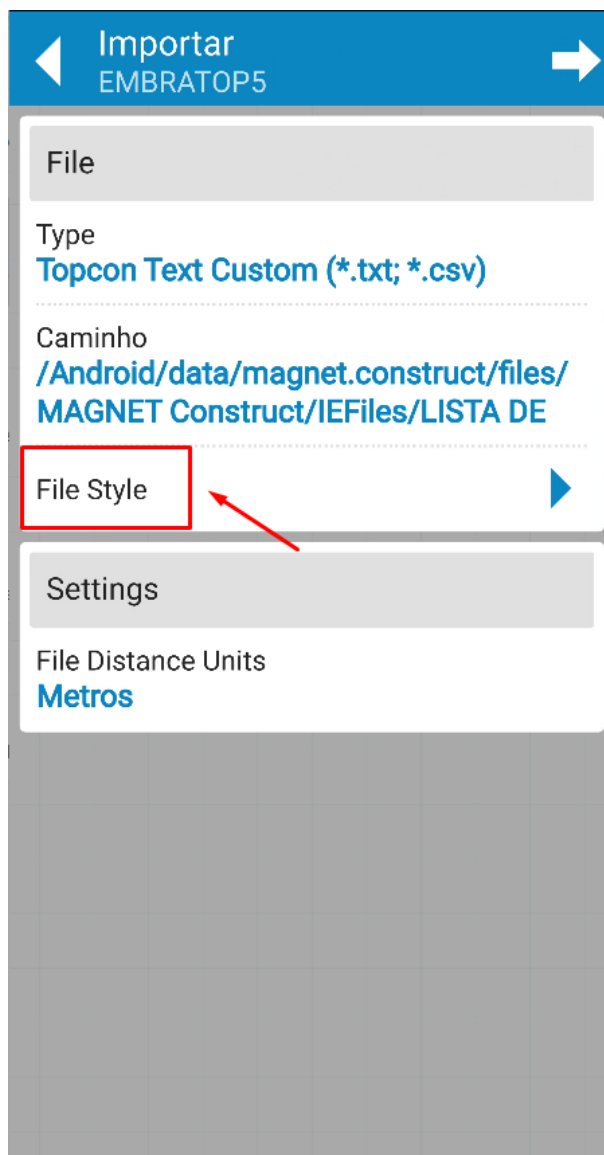 Importar
EMBRATOP5
File
Type
Topcon Text Custom (*.txt; *.csv)
Caminho
/Android/data/magnet.construct/files/
MAGNET Construct/IEFiles/LISTA DE
File Style
Settings
File Distance Units
Metros